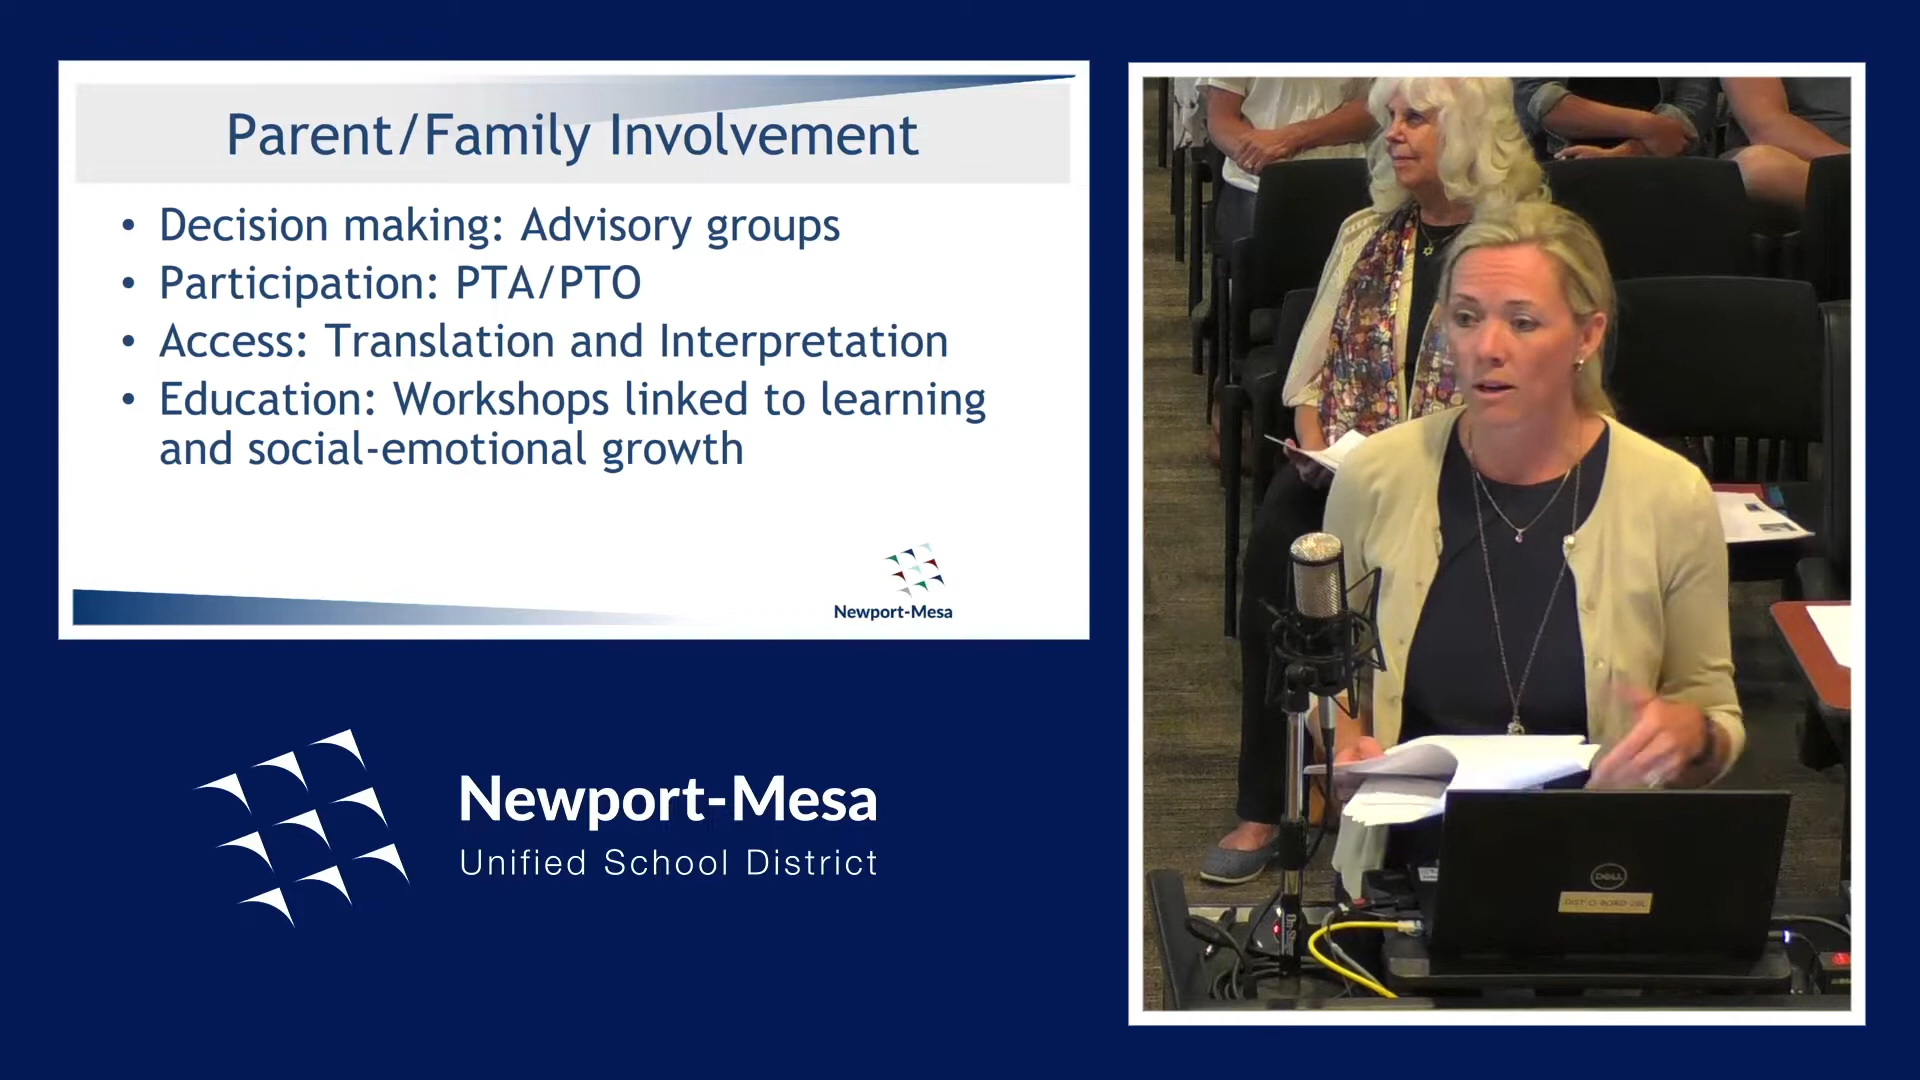 Parent/Family Involvement
• Decision making: Advisory groups
• Participation: PTA/PTO
• Access: Translation and Interpretation
• Education: Workshops linked to learning
and social-emotional growth
Newport-Mesa
Newport-Mesa
Unified School District
DELL